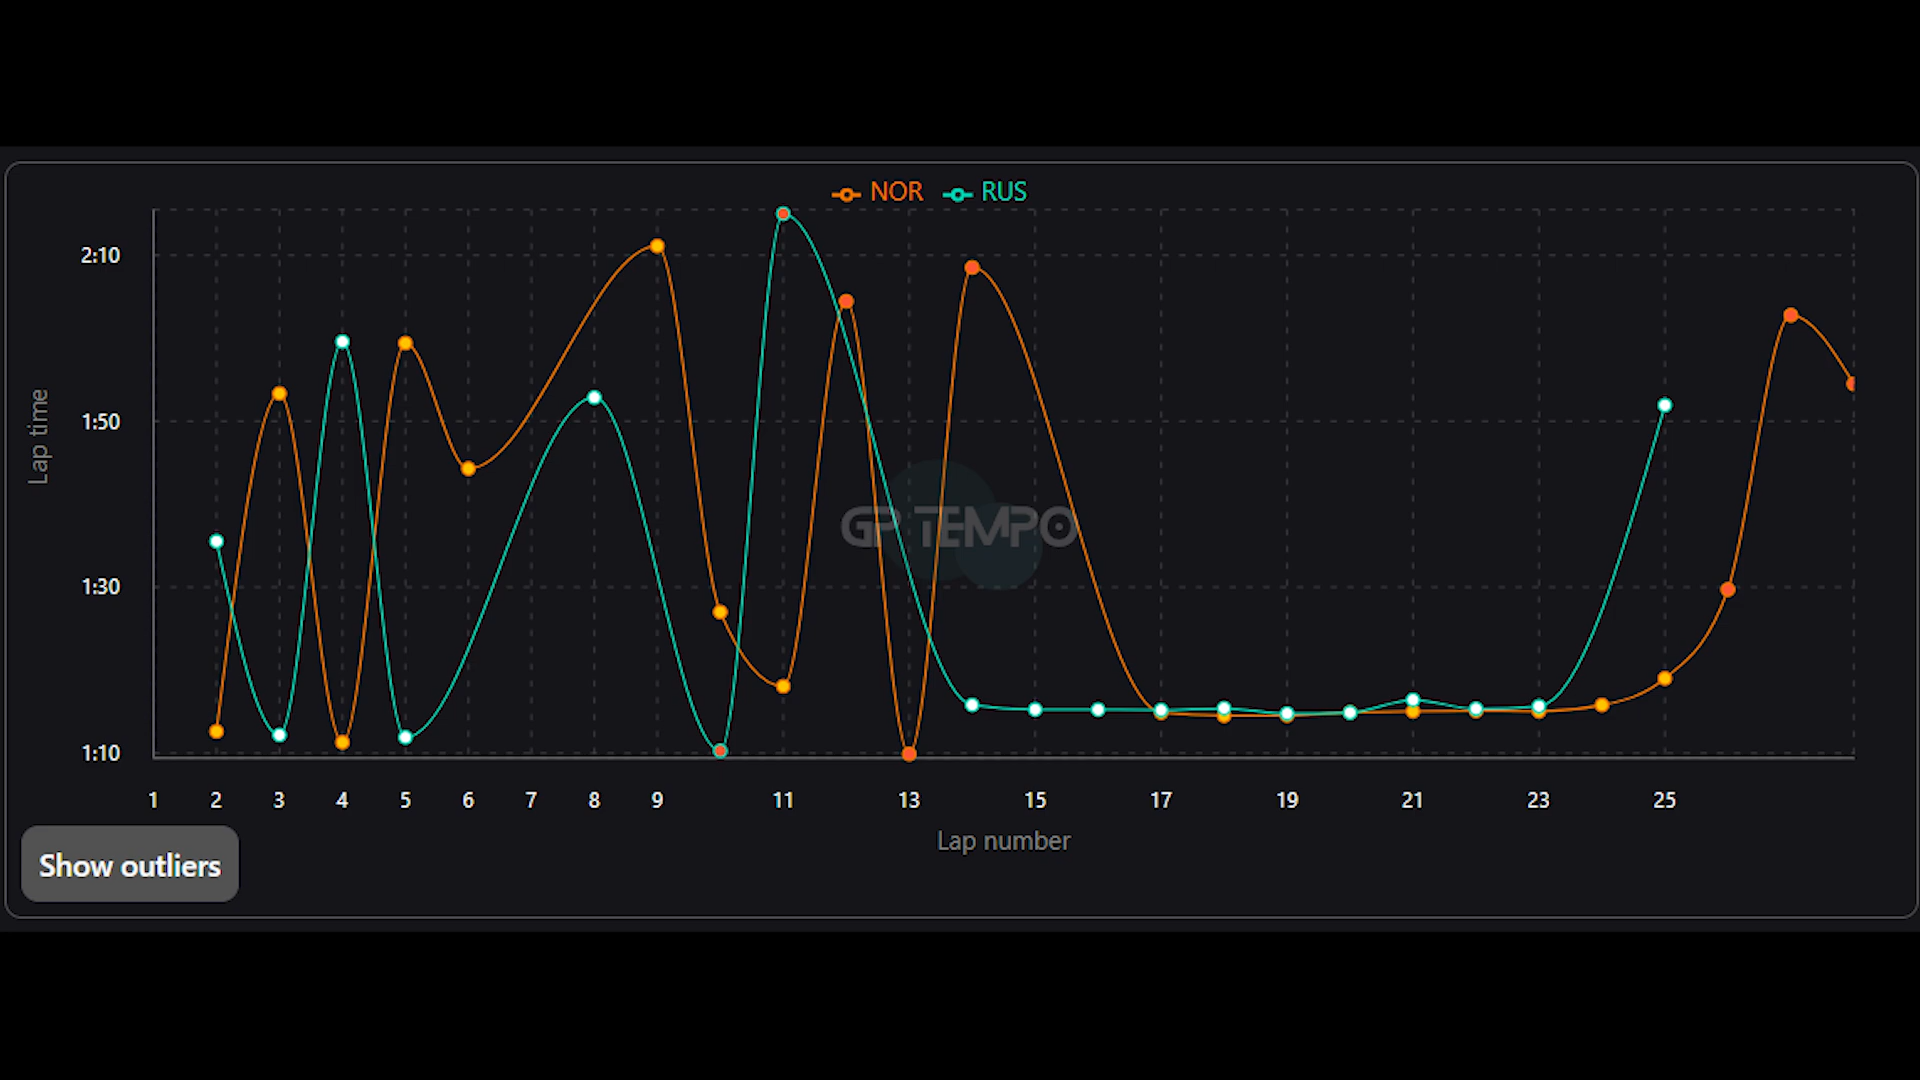 NOR RUS
2:10
1:50
1:30
1:10
Lap time
GP TEMPO
1 2 3 4 5 6 7 8 9 11 13 15 17 19 21 23 25
Lap number
Show outliers